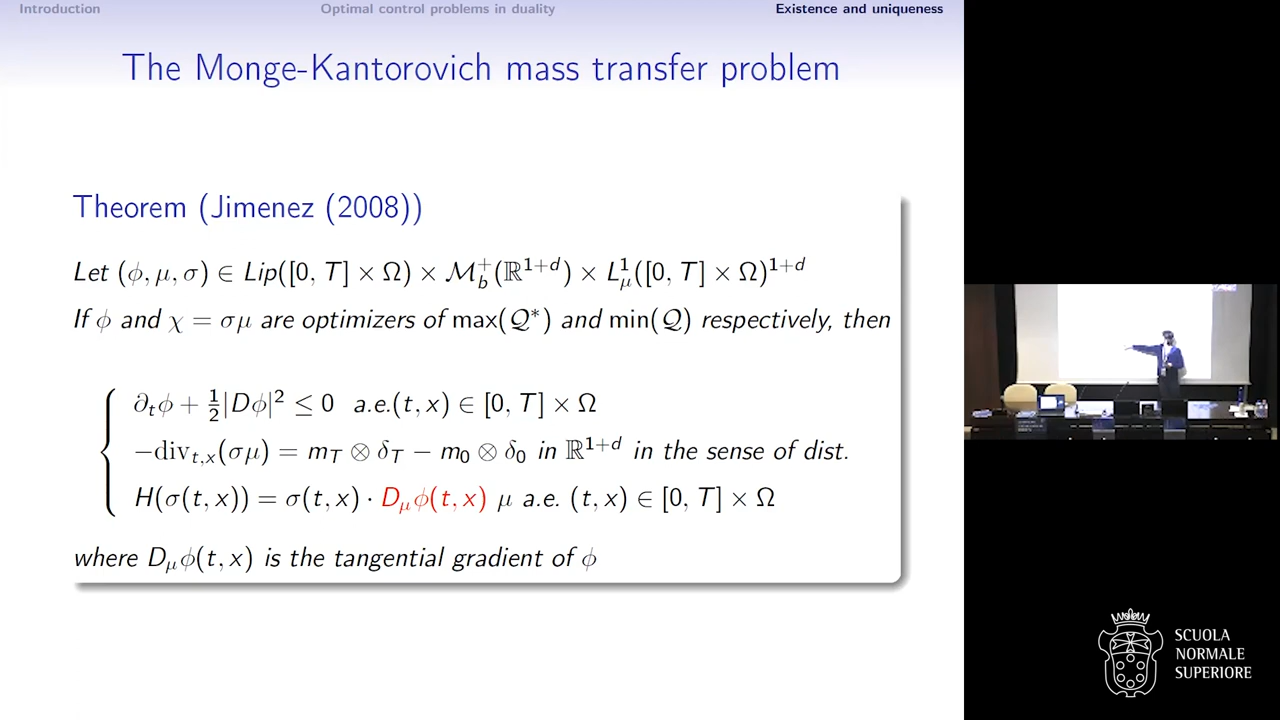 Introduction
Optimal control problems in duality
Existence and uniqueness
The Monge-Kantorovich mass transfer problem
Theorem (Jimenez (2008))
Let (ϕ, μ, σ) ∈ Lip([0, T] × Ω) × ℳ_b^+(ℝ^{1+d}) × L^1_μ([0, T] × Ω)^{1+d}
If ϕ and χ = σμ are optimizers of max(𝒬*) and min(𝒬) respectively, then
∂_tϕ + ½|Dϕ|² ≤ 0 a.e.(t, x) ∈ [0, T] × Ω
−div_{t,x}(σμ) = m_T ⊗ δ_T − m_0 ⊗ δ_0 in ℝ^{1+d} in the sense of dist.
H(σ(t, x)) = σ(t, x) · D_μϕ(t, x) μ a.e. (t, x) ∈ [0, T] × Ω
where D_μϕ(t, x) is the tangential gradient of ϕ
SCUOLA
NORMALE
SUPERIORE